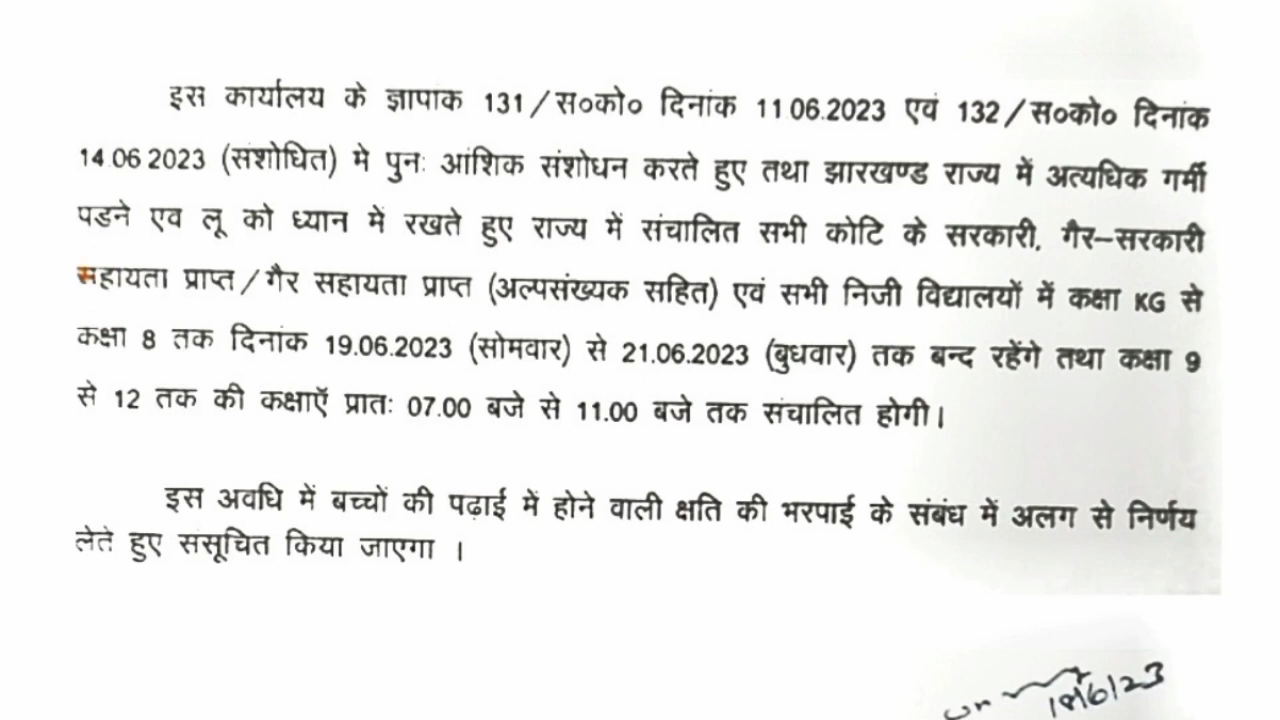 इस कार्यालय के ज्ञापांक 131/स०को० दिनांक 11.06.2023 एवं 132/स०को० दिनांक
14.06.2023 (संशोधित) मे पुनः आंशिक संशोधन करते हुए तथा झारखण्ड राज्य में अत्यधिक गर्मी
पडने एव लू को ध्यान में रखते हुए राज्य में संचालित सभी कोटि के सरकारी, गैर–सरकारी
सहायता प्राप्त/गैर सहायता प्राप्त (अल्पसंख्यक सहित) एवं सभी निजी विद्यालयों में कक्षा KG से
कक्षा 8 तक दिनांक 19.06.2023 (सोमवार) से 21.06.2023 (बुधवार) तक बन्द रहेंगे तथा कक्षा 9
से 12 तक की कक्षाऍ प्रातः 07.00 बजे से 11.00 बजे तक संचालित होगी।
इस अवधि में बच्चों की पढ़ाई में होने वाली क्षति की भरपाई के संबंध में अलग से निर्णय
लेते हुए संसूचित किया जाएगा ।
18/6/23